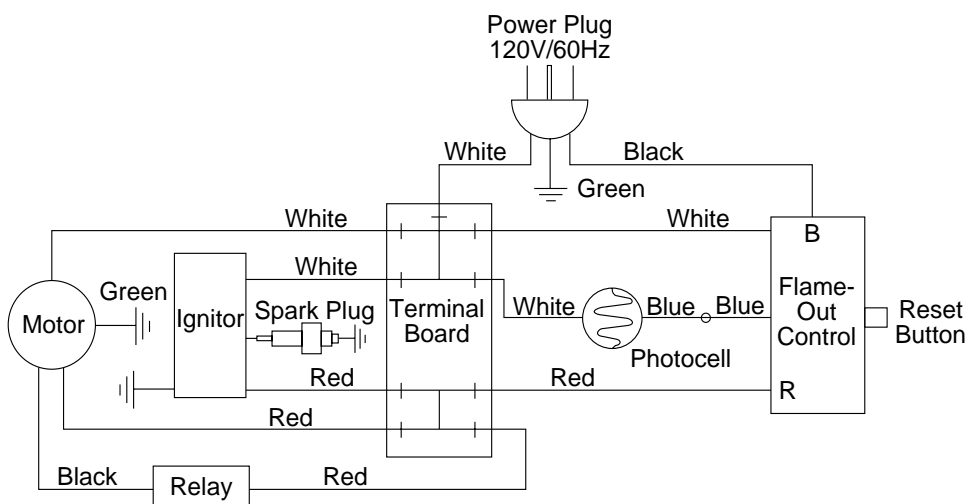 Power Plug
120V/60Hz
White
Black
Green
White
White
B
White
Green
Motor
Ignitor
Spark Plug
Terminal
Board
White
Blue
Blue
Photocell
Flame-
Out
Control
Reset
Button
Red
Red
R
Red
Black
Relay
Red